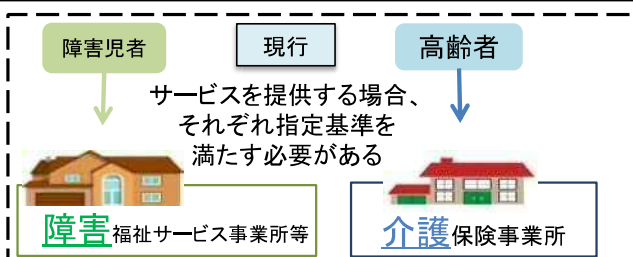 障害児者
現行
高齢者
サービスを提供する場合、
それぞれ指定基準を
満たす必要がある
障害福祉サービス事業所等
介護保険事業所